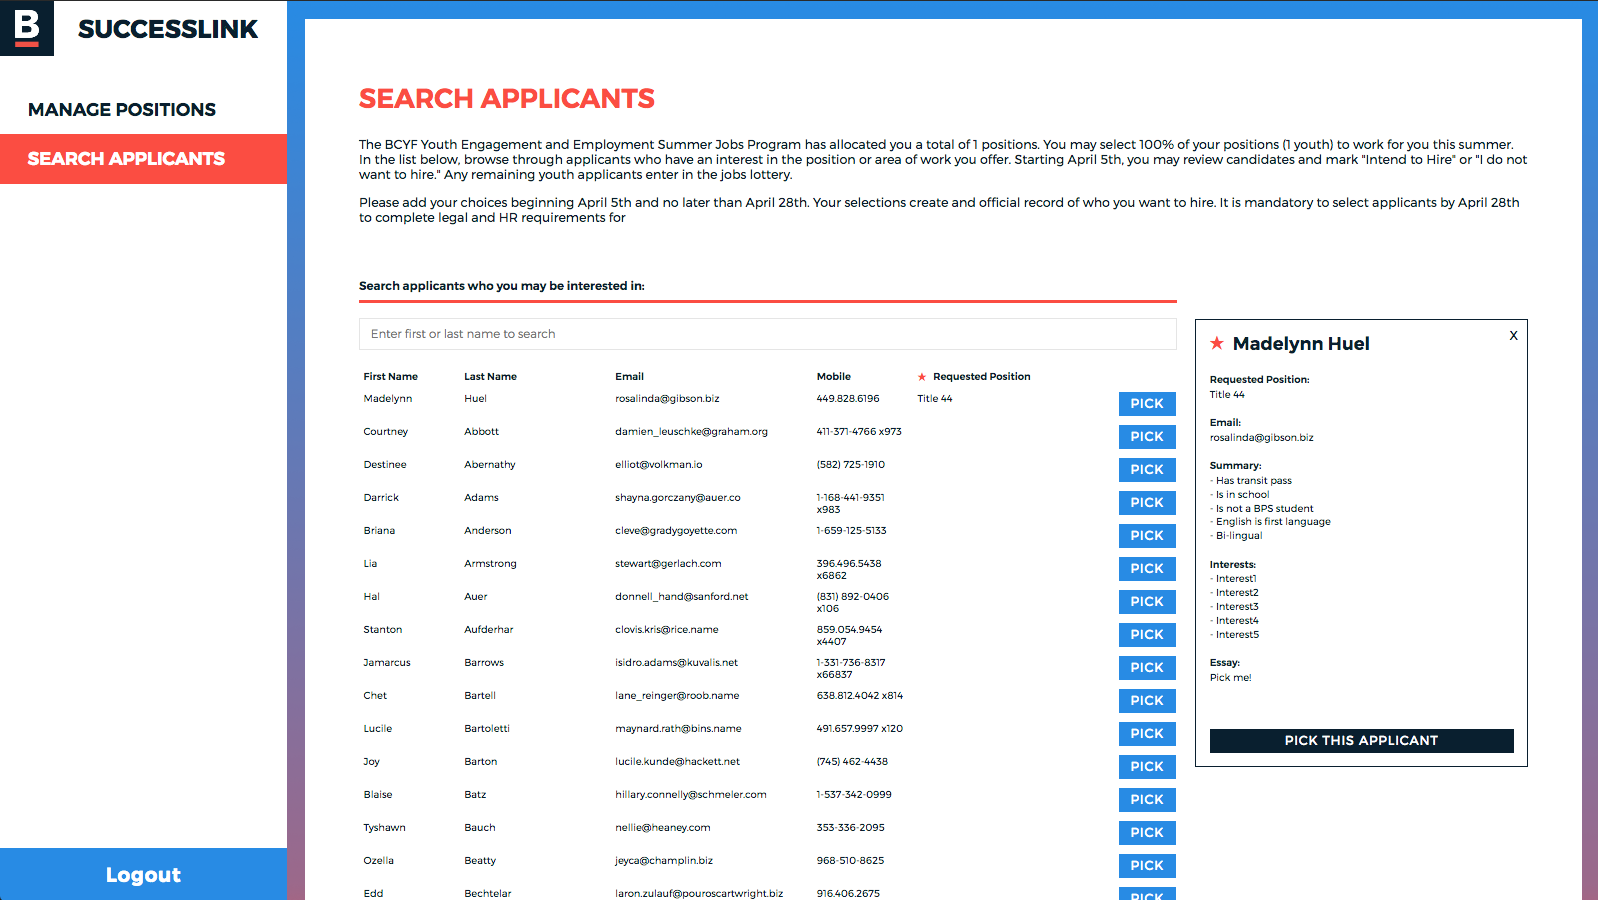 B
SUCCESSLINK
MANAGE POSITIONS
SEARCH APPLICANTS
Logout
SEARCH APPLICANTS
The BCYF Youth Engagement and Employment Summer Jobs Program has allocated you a total of 1 positions. You may select 100% of your positions (1 youth) to work for you this summer.
In the list below, browse through applicants who have an interest in the position or area of work you offer. Starting April 5th, you may review candidates and mark "Intend to Hire" or "I do not
want to hire." Any remaining youth applicants enter in the jobs lottery.
Please add your choices beginning April 5th and no later than April 28th. Your selections create and official record of who you want to hire. It is mandatory to select applicants by April 28th
to complete legal and HR requirements for
Search applicants who you may be interested in:
Enter first or last name to search
First Name Last Name Email Mobile ★ Requested Position
Madelynn Huel rosalinda@gibson.biz 449.828.6196 Title 44 PICK
Courtney Abbott damien_leuschke@graham.org 411-371-4766 x973 PICK
Destinee Abernathy elliot@volkman.io (582) 725-1910 PICK
Darrick Adams shayna.gorczany@auer.co 1-168-441-9351 PICK
x983
Briana Anderson cleve@gradygoyette.com 1-659-125-5133 PICK
Lia Armstrong stewart@gerlach.com 396.496.5438 PICK
x6862
Hal Auer donnell_hand@sanford.net (831) 892-0406 PICK
x106
Stanton Aufderhar clovis.kris@rice.name 859.054.9454 PICK
x4407
Jamarcus Barrows isidro.adams@kuvalis.net 1-331-736-8317 PICK
x66837
Chet Bartell lane_reinger@roob.name 638.812.4042 x814 PICK
Lucile Bartoletti maynard.rath@bins.name 491.657.9997 x120 PICK
Joy Barton lucile.kunde@hackett.net (745) 462-4438 PICK
Blaise Batz hillary.connelly@schmeler.com 1-537-342-0999 PICK
Tyshawn Bauch nellie@heaney.com 353-336-2095 PICK
Ozella Beatty jeyca@champlin.biz 968-510-8625 PICK
Edd Bechtelar laron.zulauf@pouroscartwright.biz 916.406.2675 PICK
X
★ Madelynn Huel
Requested Position:
Title 44
Email:
rosalinda@gibson.biz
Summary:
- Has transit pass
- Is in school
- Is not a BPS student
- English is first language
- Bi-lingual
Interests:
- Interest1
- Interest2
- Interest3
- Interest4
- Interest5
Essay:
Pick me!
PICK THIS APPLICANT